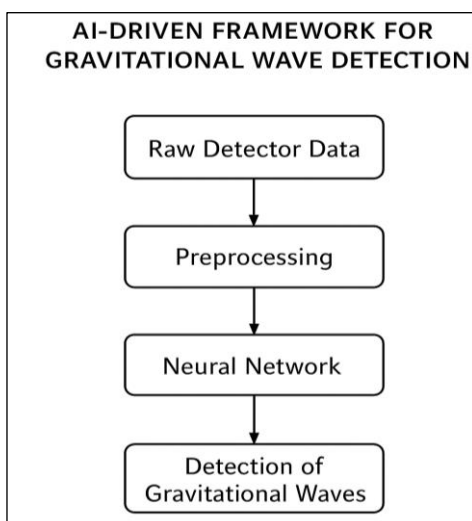 AI-DRIVEN FRAMEWORK FOR
GRAVITATIONAL WAVE DETECTION
Raw Detector Data
Preprocessing
Neural Network
Detection of
Gravitational Waves